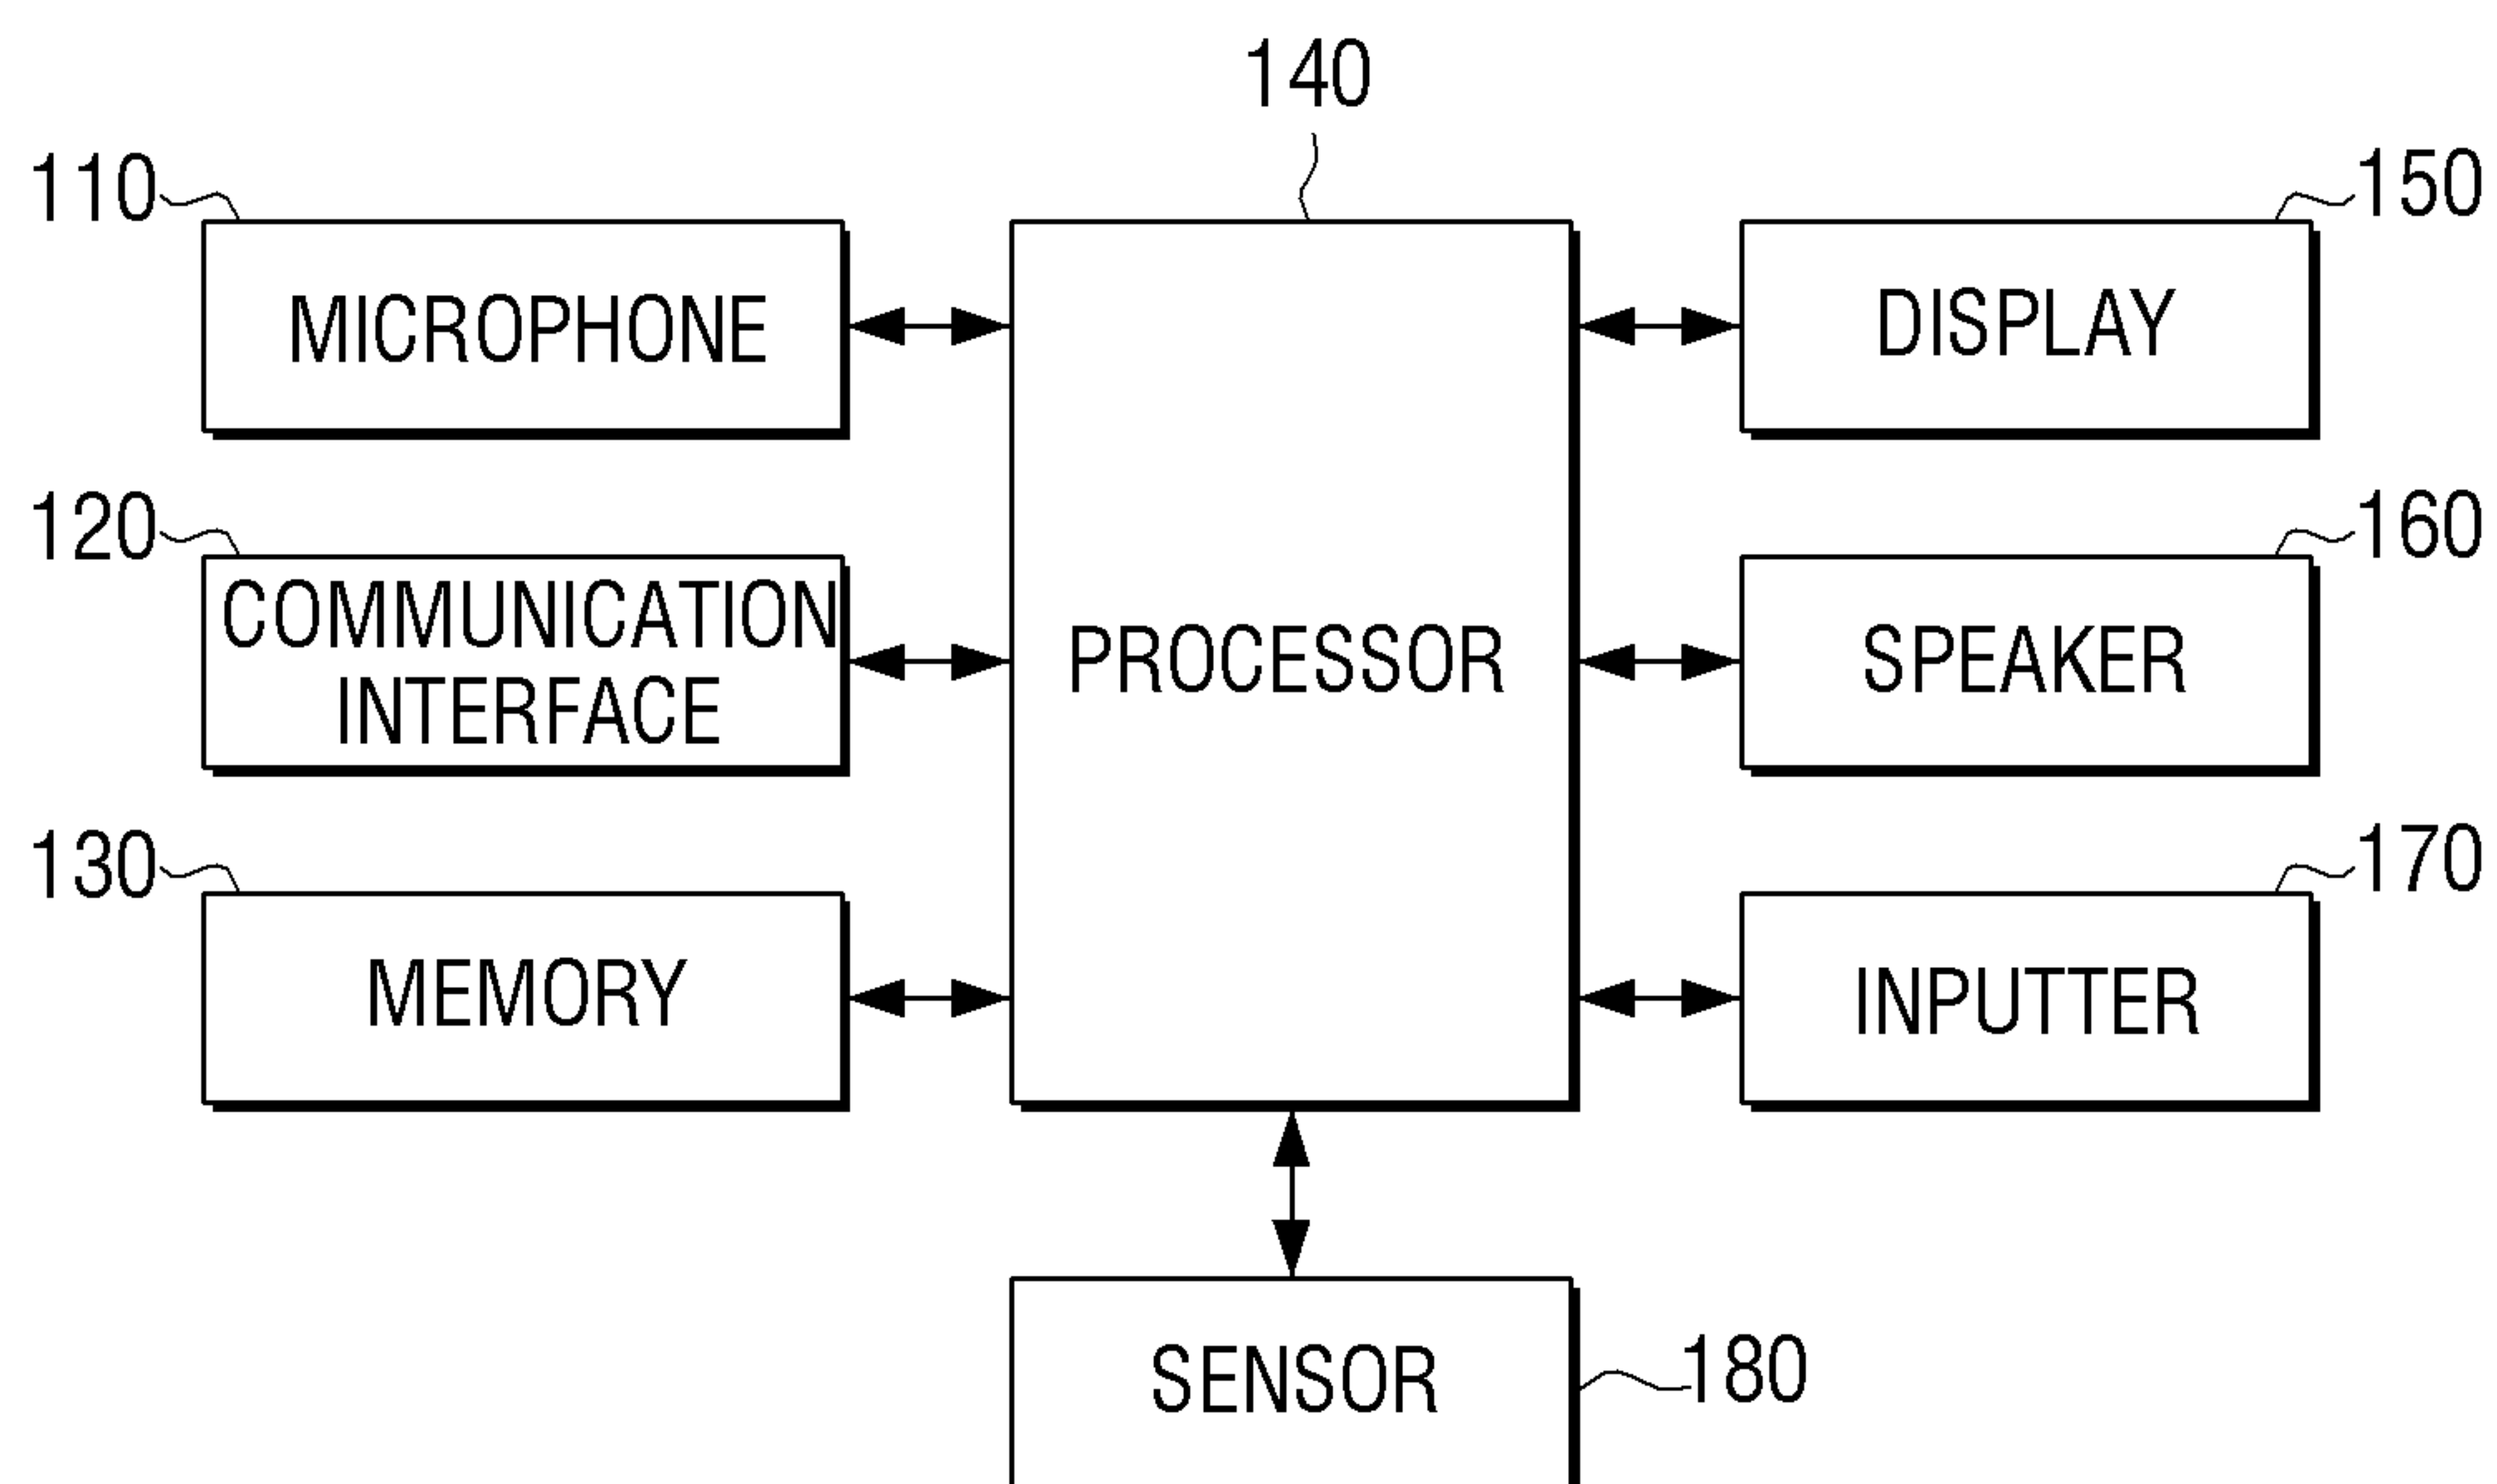 140
110
150
MICROPHONE
DISPLAY
120
160
COMMUNICATION
INTERFACE
PROCESSOR
SPEAKER
130
170
MEMORY
INPUTTER
SENSOR
180